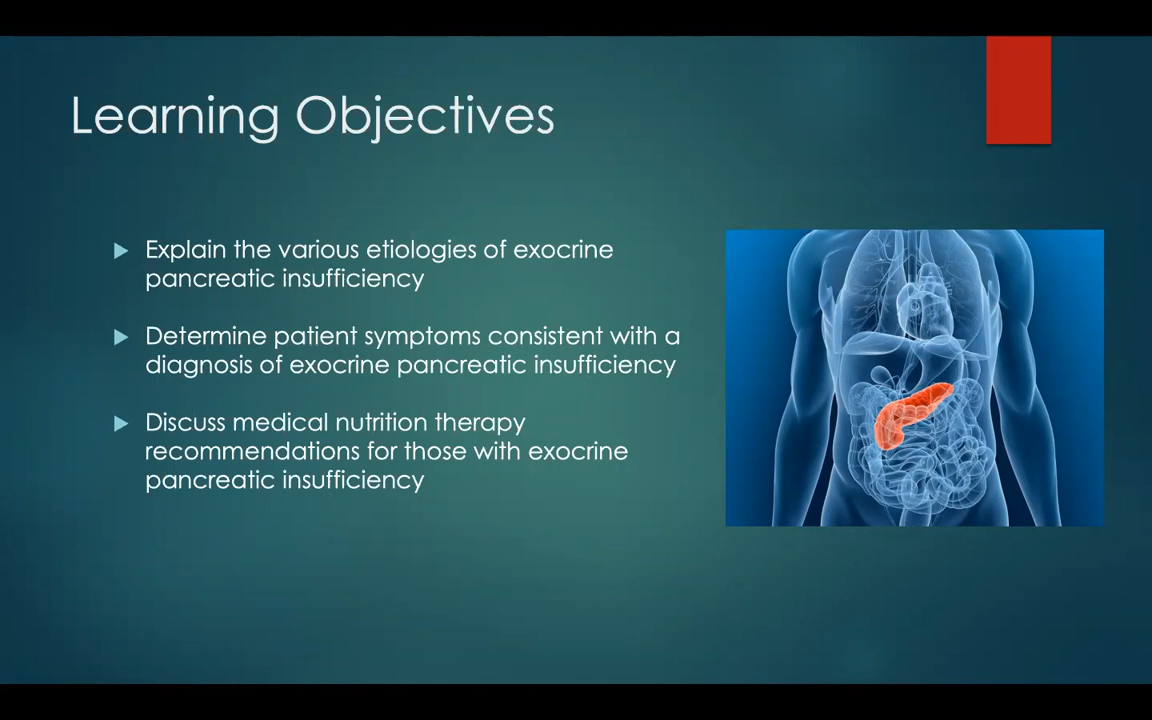 Learning Objectives
Explain the various etiologies of exocrine
pancreatic insufficiency
Determine patient symptoms consistent with a
diagnosis of exocrine pancreatic insufficiency
Discuss medical nutrition therapy
recommendations for those with exocrine
pancreatic insufficiency